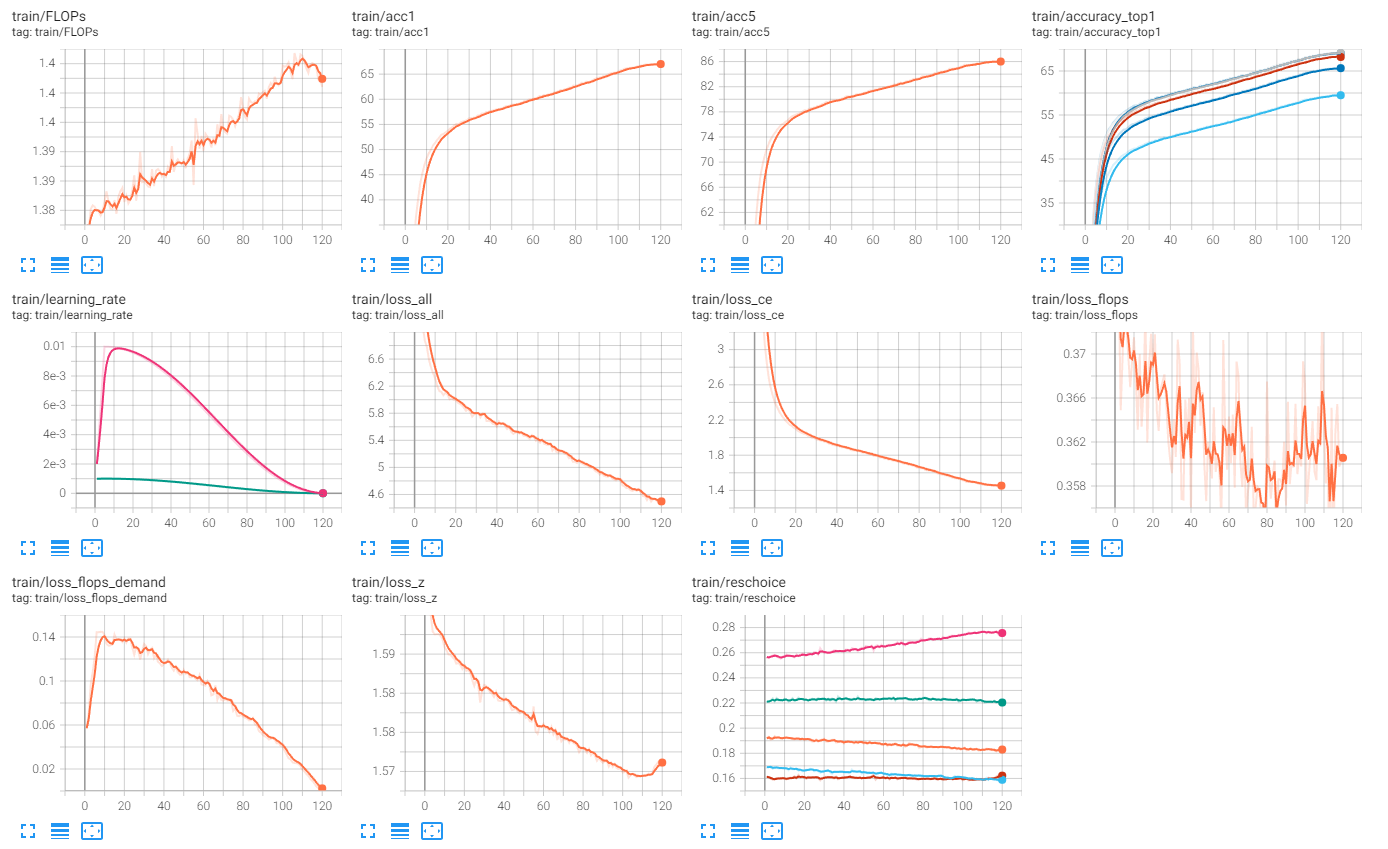 train/FLOPs
tag: train/FLOPs
1.4
1.4
1.4
1.39
1.39
1.38
0 20 40 60 80 100 120
train/acc1
tag: train/acc1
65
60
55
50
45
40
0 20 40 60 80 100 120
train/acc5
tag: train/acc5
86
82
78
74
70
66
62
0 20 40 60 80 100 120
train/accuracy_top1
tag: train/accuracy_top1
65
55
45
35
0 20 40 60 80 100 120
train/learning_rate
tag: train/learning_rate
0.01
8e-3
6e-3
4e-3
2e-3
0
0 20 40 60 80 100 120
train/loss_all
tag: train/loss_all
6.6
6.2
5.8
5.4
5
4.6
0 20 40 60 80 100 120
train/loss_ce
tag: train/loss_ce
3
2.6
2.2
1.8
1.4
0 20 40 60 80 100 120
train/loss_flops
tag: train/loss_flops
0.37
0.366
0.362
0.358
0 20 40 60 80 100 120
train/loss_flops_demand
tag: train/loss_flops_demand
0.14
0.1
0.06
0.02
0 20 40 60 80 100 120
train/loss_z
tag: train/loss_z
1.59
1.58
1.58
1.57
0 20 40 60 80 100 120
train/reschoice
tag: train/reschoice
0.28
0.26
0.24
0.22
0.2
0.18
0.16
0 20 40 60 80 100 120